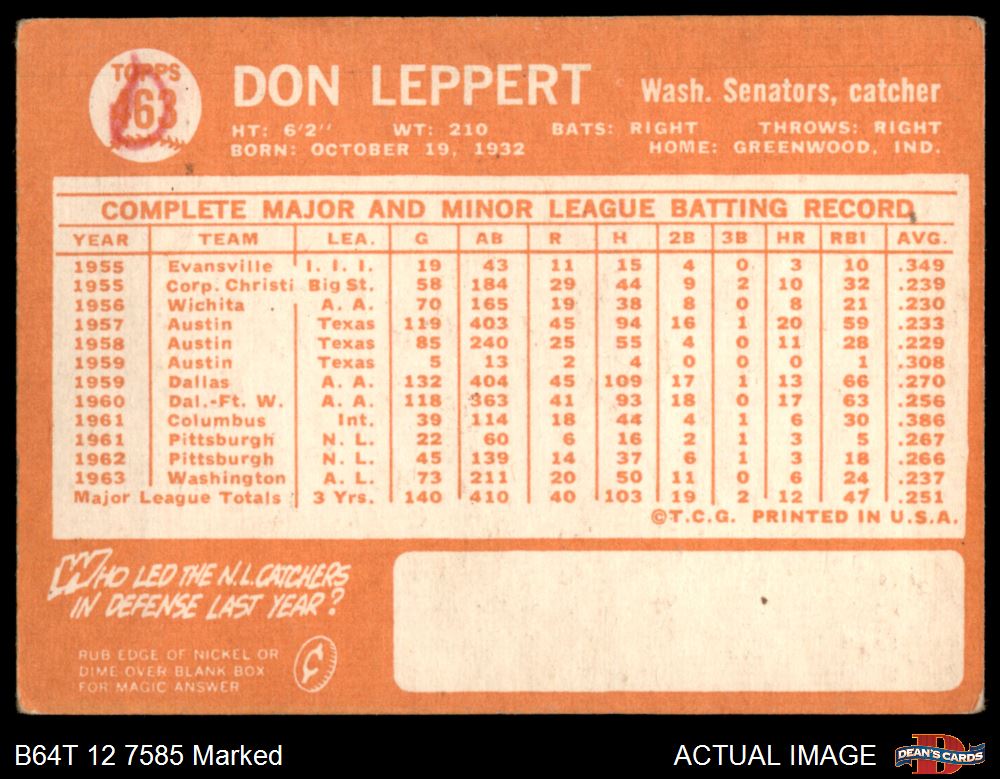 TOPPS
463
DON LEPPERT Wash. Senators, catcher
HT: 6'2" WT: 210 BATS: RIGHT THROWS: RIGHT
BORN: OCTOBER 19, 1932 HOME: GREENWOOD, IND.
COMPLETE MAJOR AND MINOR LEAGUE BATTING RECORD
YEAR TEAM LEA. G AB R H 2B 3B HR RBI AVG.
1955 Evansville I. I. I. 19 43 11 15 4 0 3 10 .349
1955 Corp. Christi Big St. 58 184 29 44 9 2 10 32 .239
1956 Wichita A. A. 70 165 19 38 8 0 8 21 .230
1957 Austin Texas 119 403 45 94 16 1 20 59 .233
1958 Austin Texas 85 240 25 55 4 0 11 28 .229
1959 Austin Texas 5 13 2 4 0 0 0 1 .308
1959 Dallas A. A. 132 404 45 109 17 1 13 66 .270
1960 Dal.-Ft. W. A. A. 118 363 41 93 18 0 17 63 .256
1961 Columbus Int. 39 114 18 44 4 1 6 30 .386
1961 Pittsburgh N. L. 22 60 6 16 2 1 3 5 .267
1962 Pittsburgh N. L. 45 139 14 37 6 1 3 18 .266
1963 Washington A. L. 73 211 20 50 11 0 6 24 .237
Major League Totals 3 Yrs. 140 410 40 103 19 2 12 47 .251
©T.C.G. PRINTED IN U.S.A.
WHO LED THE N.L. CATCHERS
IN DEFENSE LAST YEAR?
RUB EDGE OF NICKEL OR
DIME OVER BLANK BOX
FOR MAGIC ANSWER
B64T 12 7585 Marked ACTUAL IMAGE DEAN'S CARDS